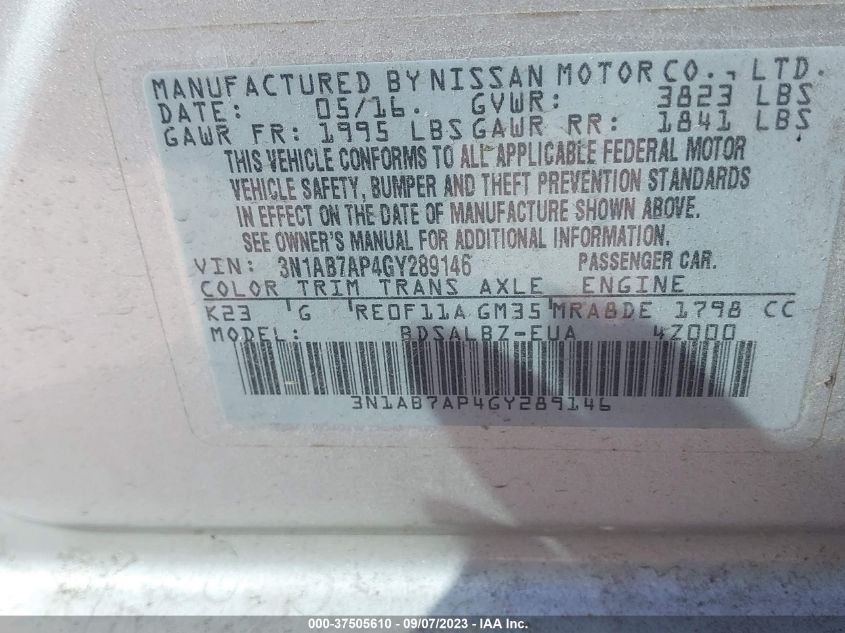 MANUFACTURED BY NISSAN MOTOR CO., LTD.
DATE: 05/16. GVWR: 3823 LBS
GAWR FR: 1995 LBS GAWR RR: 1841 LBS
THIS VEHICLE CONFORMS TO ALL APPLICABLE FEDERAL MOTOR
VEHICLE SAFETY, BUMPER AND THEFT PREVENTION STANDARDS
IN EFFECT ON THE DATE OF MANUFACTURE SHOWN ABOVE.
SEE OWNER'S MANUAL FOR ADDITIONAL INFORMATION.
VIN: 3N1AB7AP4GY289146 PASSENGER CAR.
COLOR TRIM TRANS AXLE ENGINE
K23 'G 'RE0F11A GM35 'MRA8DE 1798 CC
MODEL: BDSALBZ-EUA 4Z000
3N1AB7AP4GY289146
000-37505610 - 09/07/2023 - IAA Inc.